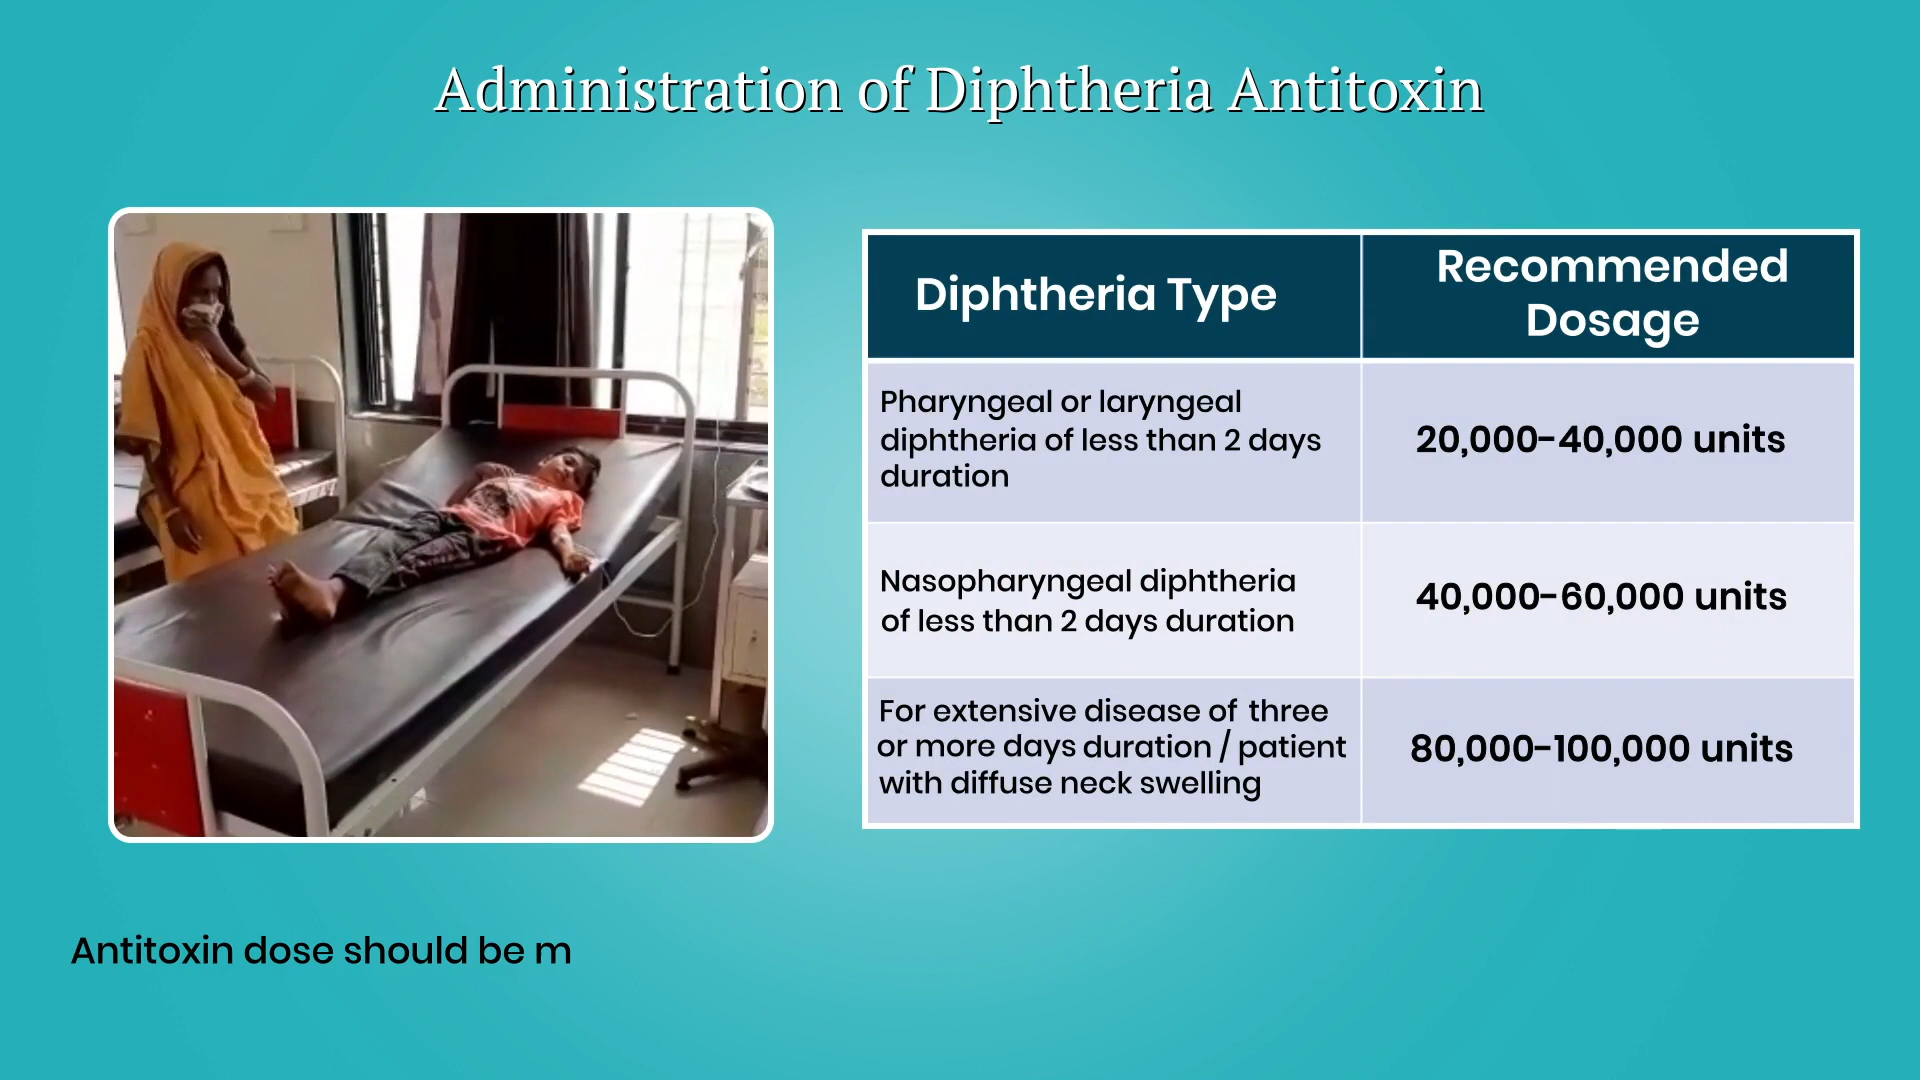 Administration of Diphtheria Antitoxin
Diphtheria Type
Recommended
Dosage
Pharyngeal or laryngeal
diphtheria of less than 2 days
duration
20,000-40,000 units
Nasopharyngeal diphtheria
of less than 2 days duration
40,000-60,000 units
For extensive disease of three
or more days duration / patient
with diffuse neck swelling
80,000-100,000 units
Antitoxin dose should be m